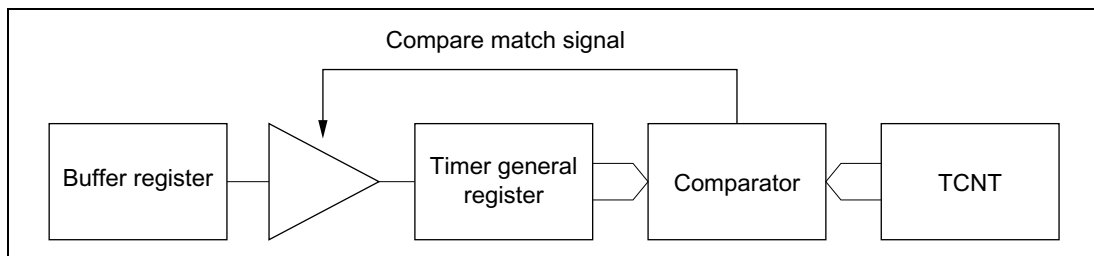 Compare match signal
Buffer register
Timer general
register
Comparator
TCNT